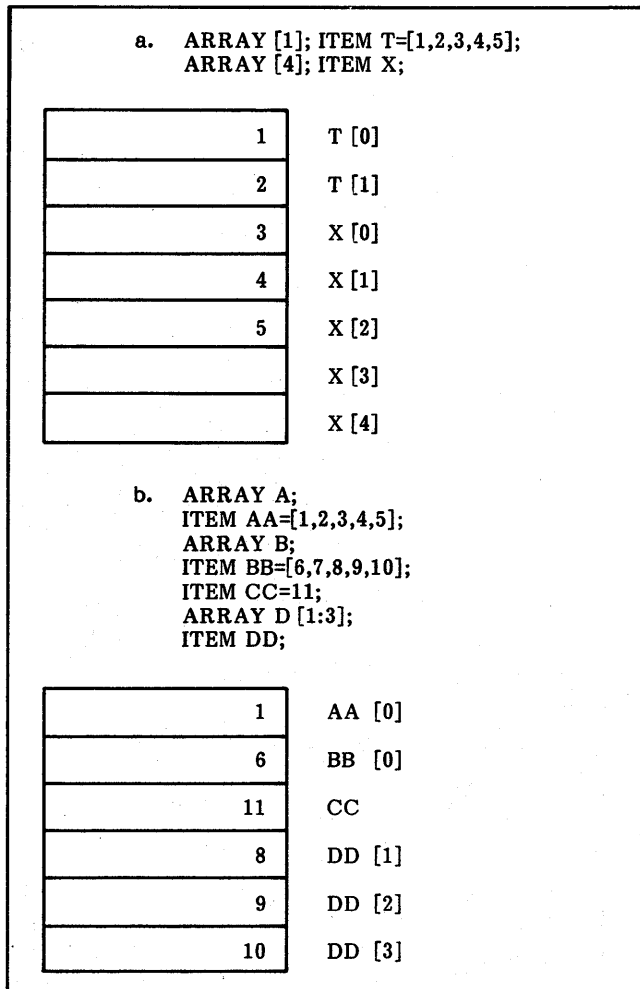 a. ARRAY [1]; ITEM T=[1,2,3,4,5];
ARRAY [4]; ITEM X;
1 T [0]
2 T [1]
3 X [0]
4 X [1]
5 X [2]
X [3]
X [4]
b. ARRAY A;
ITEM AA=[1,2,3,4,5];
ARRAY B;
ITEM BB=[6,7,8,9,10];
ITEM CC=11;
ARRAY D [1:3];
ITEM DD;
1 AA [0]
6 BB [0]
11 CC
8 DD [1]
9 DD [2]
10 DD [3]